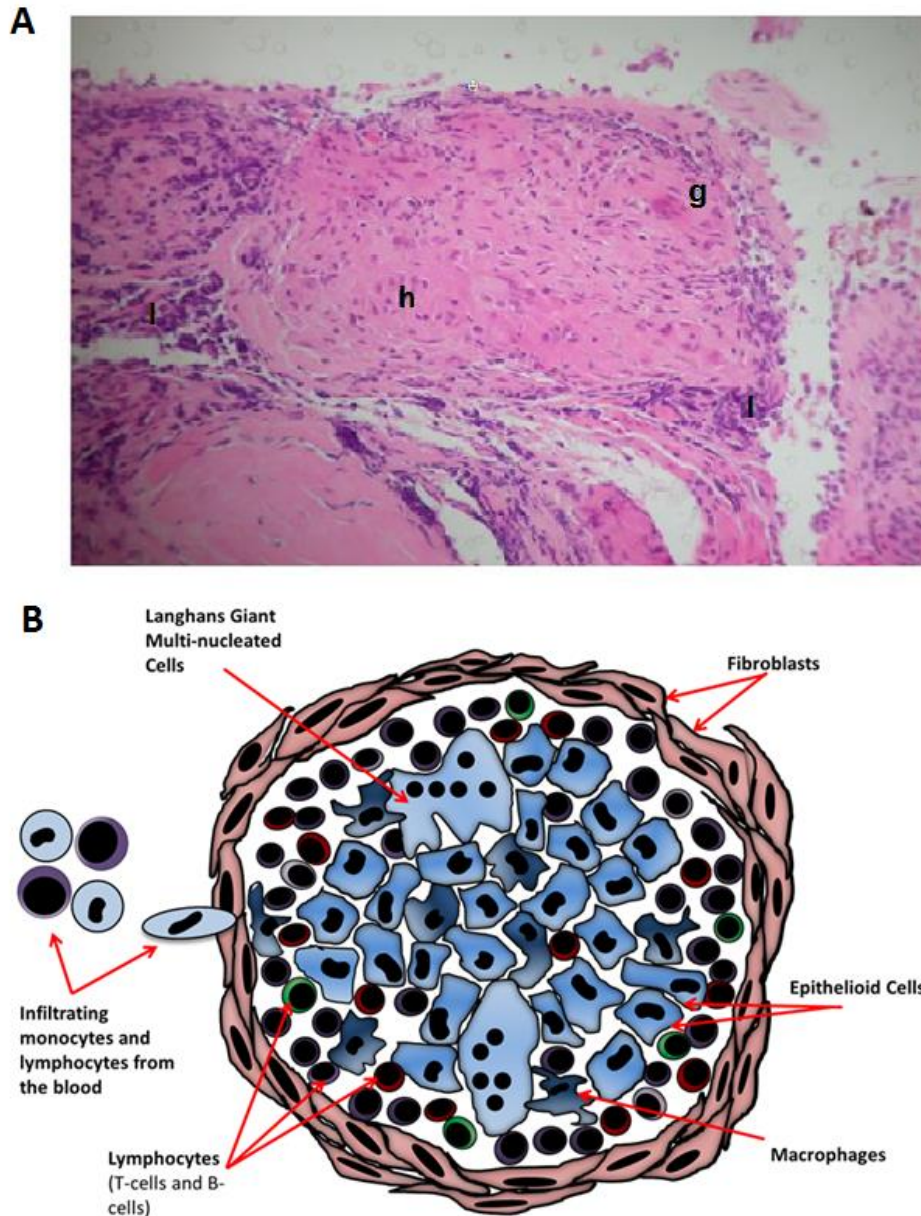 A
g
h
l
l
B
Langhans Giant
Multi-nucleated
Cells
Fibroblasts
Infiltrating
monocytes and
lymphocytes from
the blood
Epithelioid Cells
Lymphocytes
(T-cells and B-
cells)
Macrophages